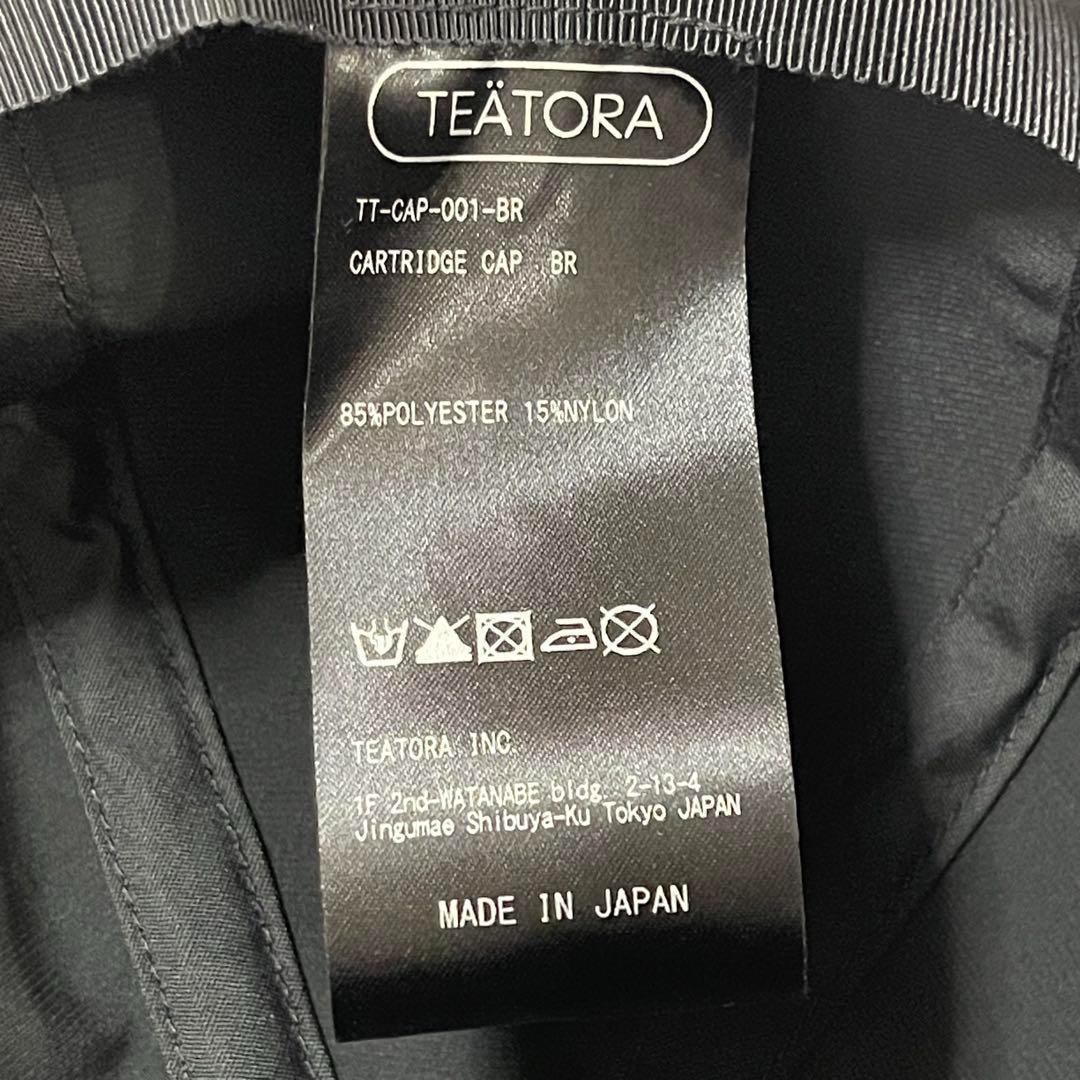 TEÄTORA
TT-CAP-001-BR
CARTRIDGE CAP BR
85%POLYESTER 15%NYLON
TEATORA INC.
1F 2nd-WATANABE bldg. 2-13-4
Jingumae Shibuya-Ku Tokyo JAPAN
MADE IN JAPAN